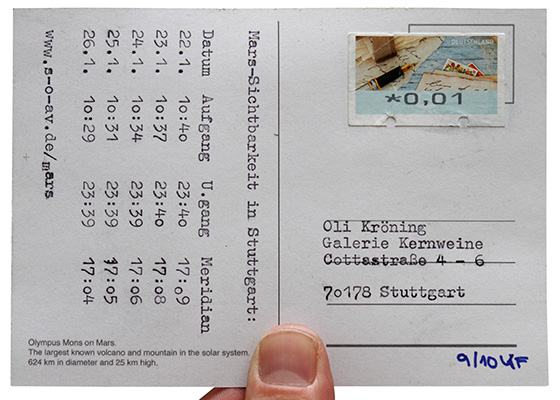 Mars-Sichtbarkeit in Stuttgart:
Datum Aufgang U.gang Meridian
22.1. 10:40 23:40 17:09
23.1. 10:37 23:40 17:08
24.1. 10:34 23:39 17:06
25.1. 10:31 23:39 17:05
26.1. 10:29 23:39 17:04
www.s-o-av.de/mars
Olympus Mons on Mars.
The largest known volcano and mountain in the solar system.
624 km in diameter and 25 km high.
DEUTSCHLAND
*0,01
Oli Kröning
Galerie Kernweine
Cottastraße 4 - 6
70178 Stuttgart
9/10